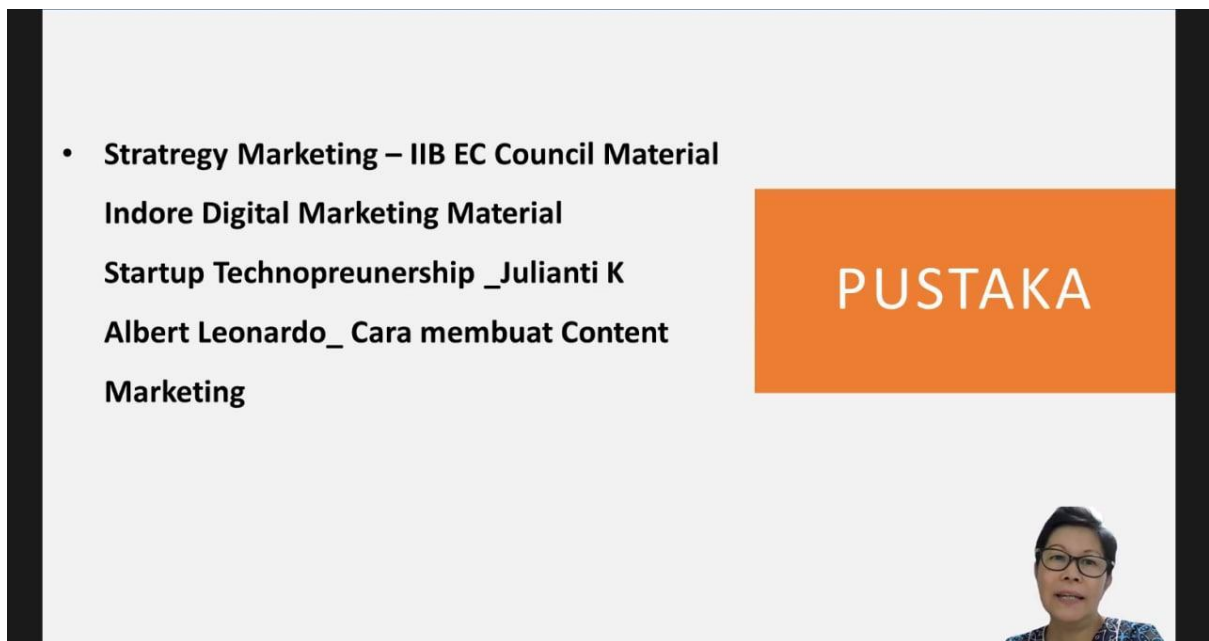 • Stratregy Marketing – IIB EC Council Material
Indore Digital Marketing Material
Startup Technopreunership _Julianti K
Albert Leonardo_ Cara membuat Content
Marketing
PUSTAKA